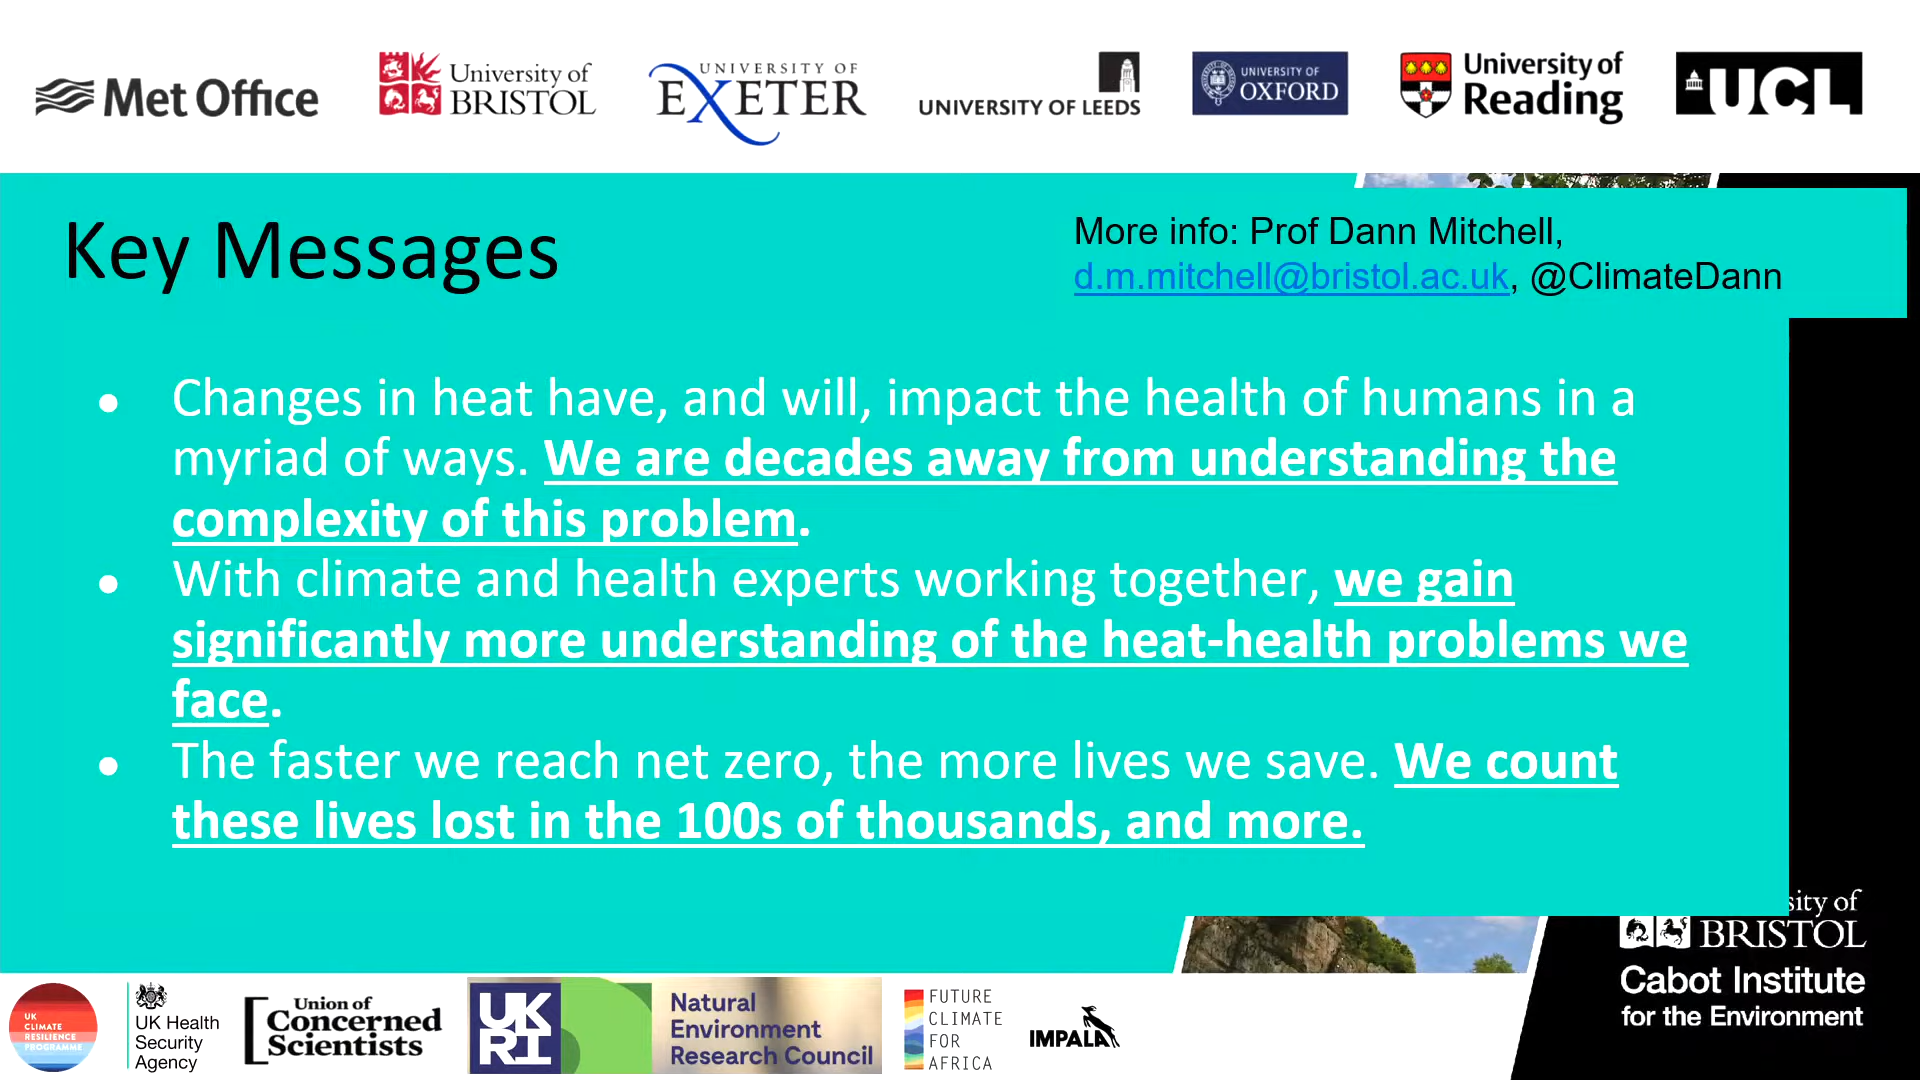 Met Office
University of
BRISTOL
UNIVERSITY OF
EXETER
UNIVERSITY OF LEEDS
UNIVERSITY OF
OXFORD
University of
Reading
UCL
Key Messages
More info: Prof Dann Mitchell,
d.m.mitchell@bristol.ac.uk, @ClimateDann
● Changes in heat have, and will, impact the health of humans in a
myriad of ways. We are decades away from understanding the
complexity of this problem.
● With climate and health experts working together, we gain
significantly more understanding of the heat-health problems we
face.
● The faster we reach net zero, the more lives we save. We count
these lives lost in the 100s of thousands, and more.
sity of
BRISTOL
Cabot Institute
for the Environment
UK
CLIMATE
RESILIENCE
PROGRAMME
UK Health
Security
Agency
Union of
Concerned
Scientists
UKRI
Natural
Environment
Research Council
FUTURE
CLIMATE
FOR
AFRICA
IMPALA